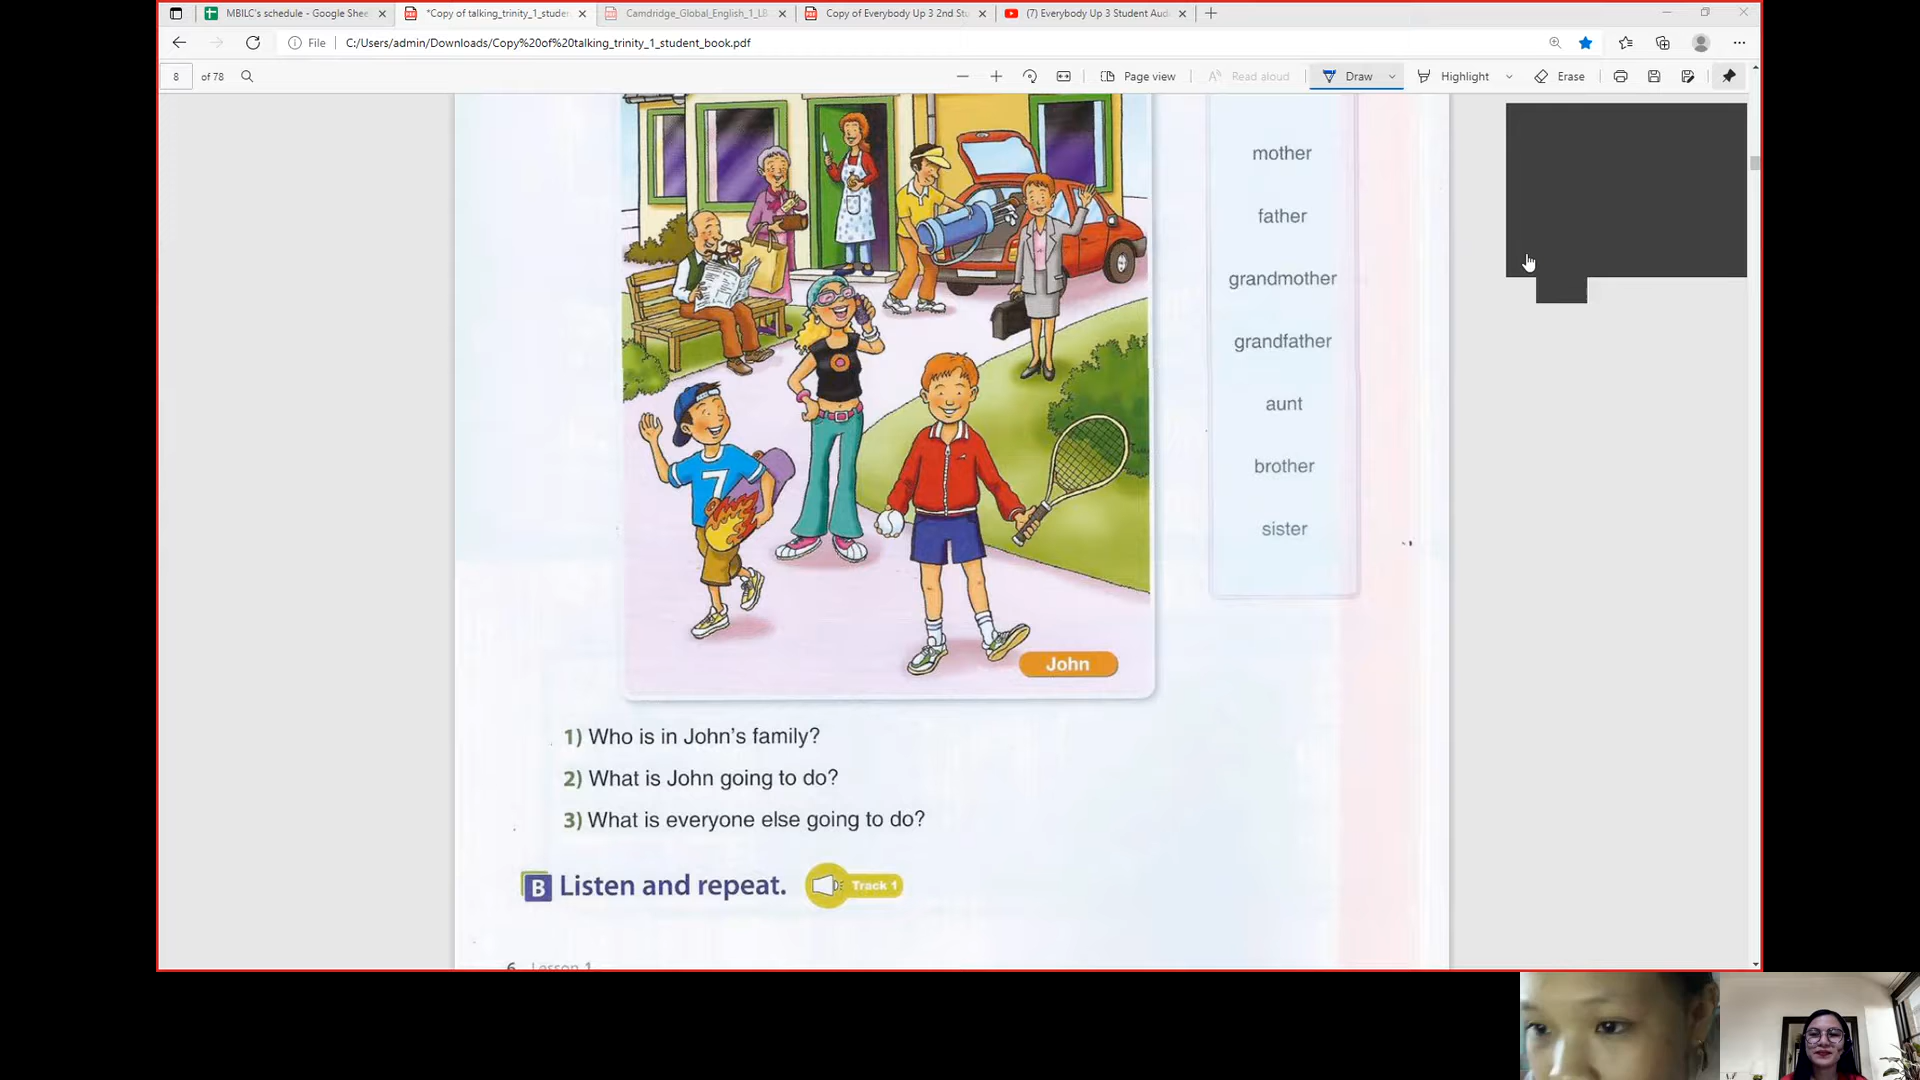 MBILC's schedule - Google Shee
*Copy of talking_trinity_1_studen
Camdridge_Global_English_1_LB
Copy of Everybody Up 3 2nd Stu
(7) Everybody Up 3 Student Aud
File
C:/Users/admin/Downloads/Copy%20of%20talking_trinity_1_student_book.pdf
8 of 78
Page view
Read aloud
Draw
Highlight
Erase
mother
father
grandmother
grandfather
aunt
brother
sister
7
John
1) Who is in John's family?
2) What is John going to do?
3) What is everyone else going to do?
B Listen and repeat. Track 1
6 Lesson 1